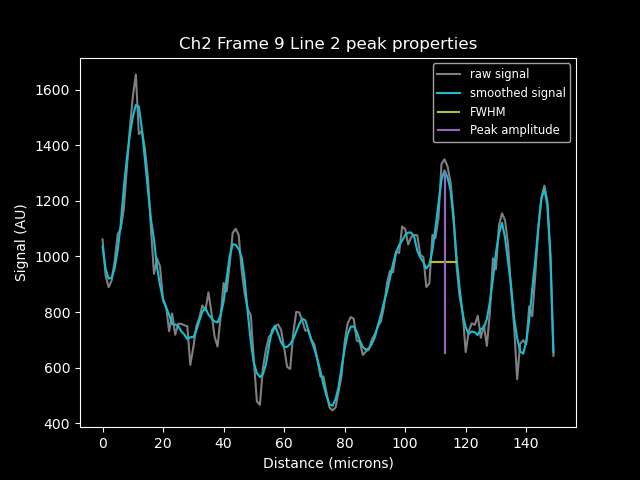 Ch2 Frame 9 Line 2 peak properties
raw signal
smoothed signal
FWHM
Peak amplitude
Signal (AU)
1600
1400
1200
1000
800
600
400
0 20 40 60 80 100 120 140
Distance (microns)